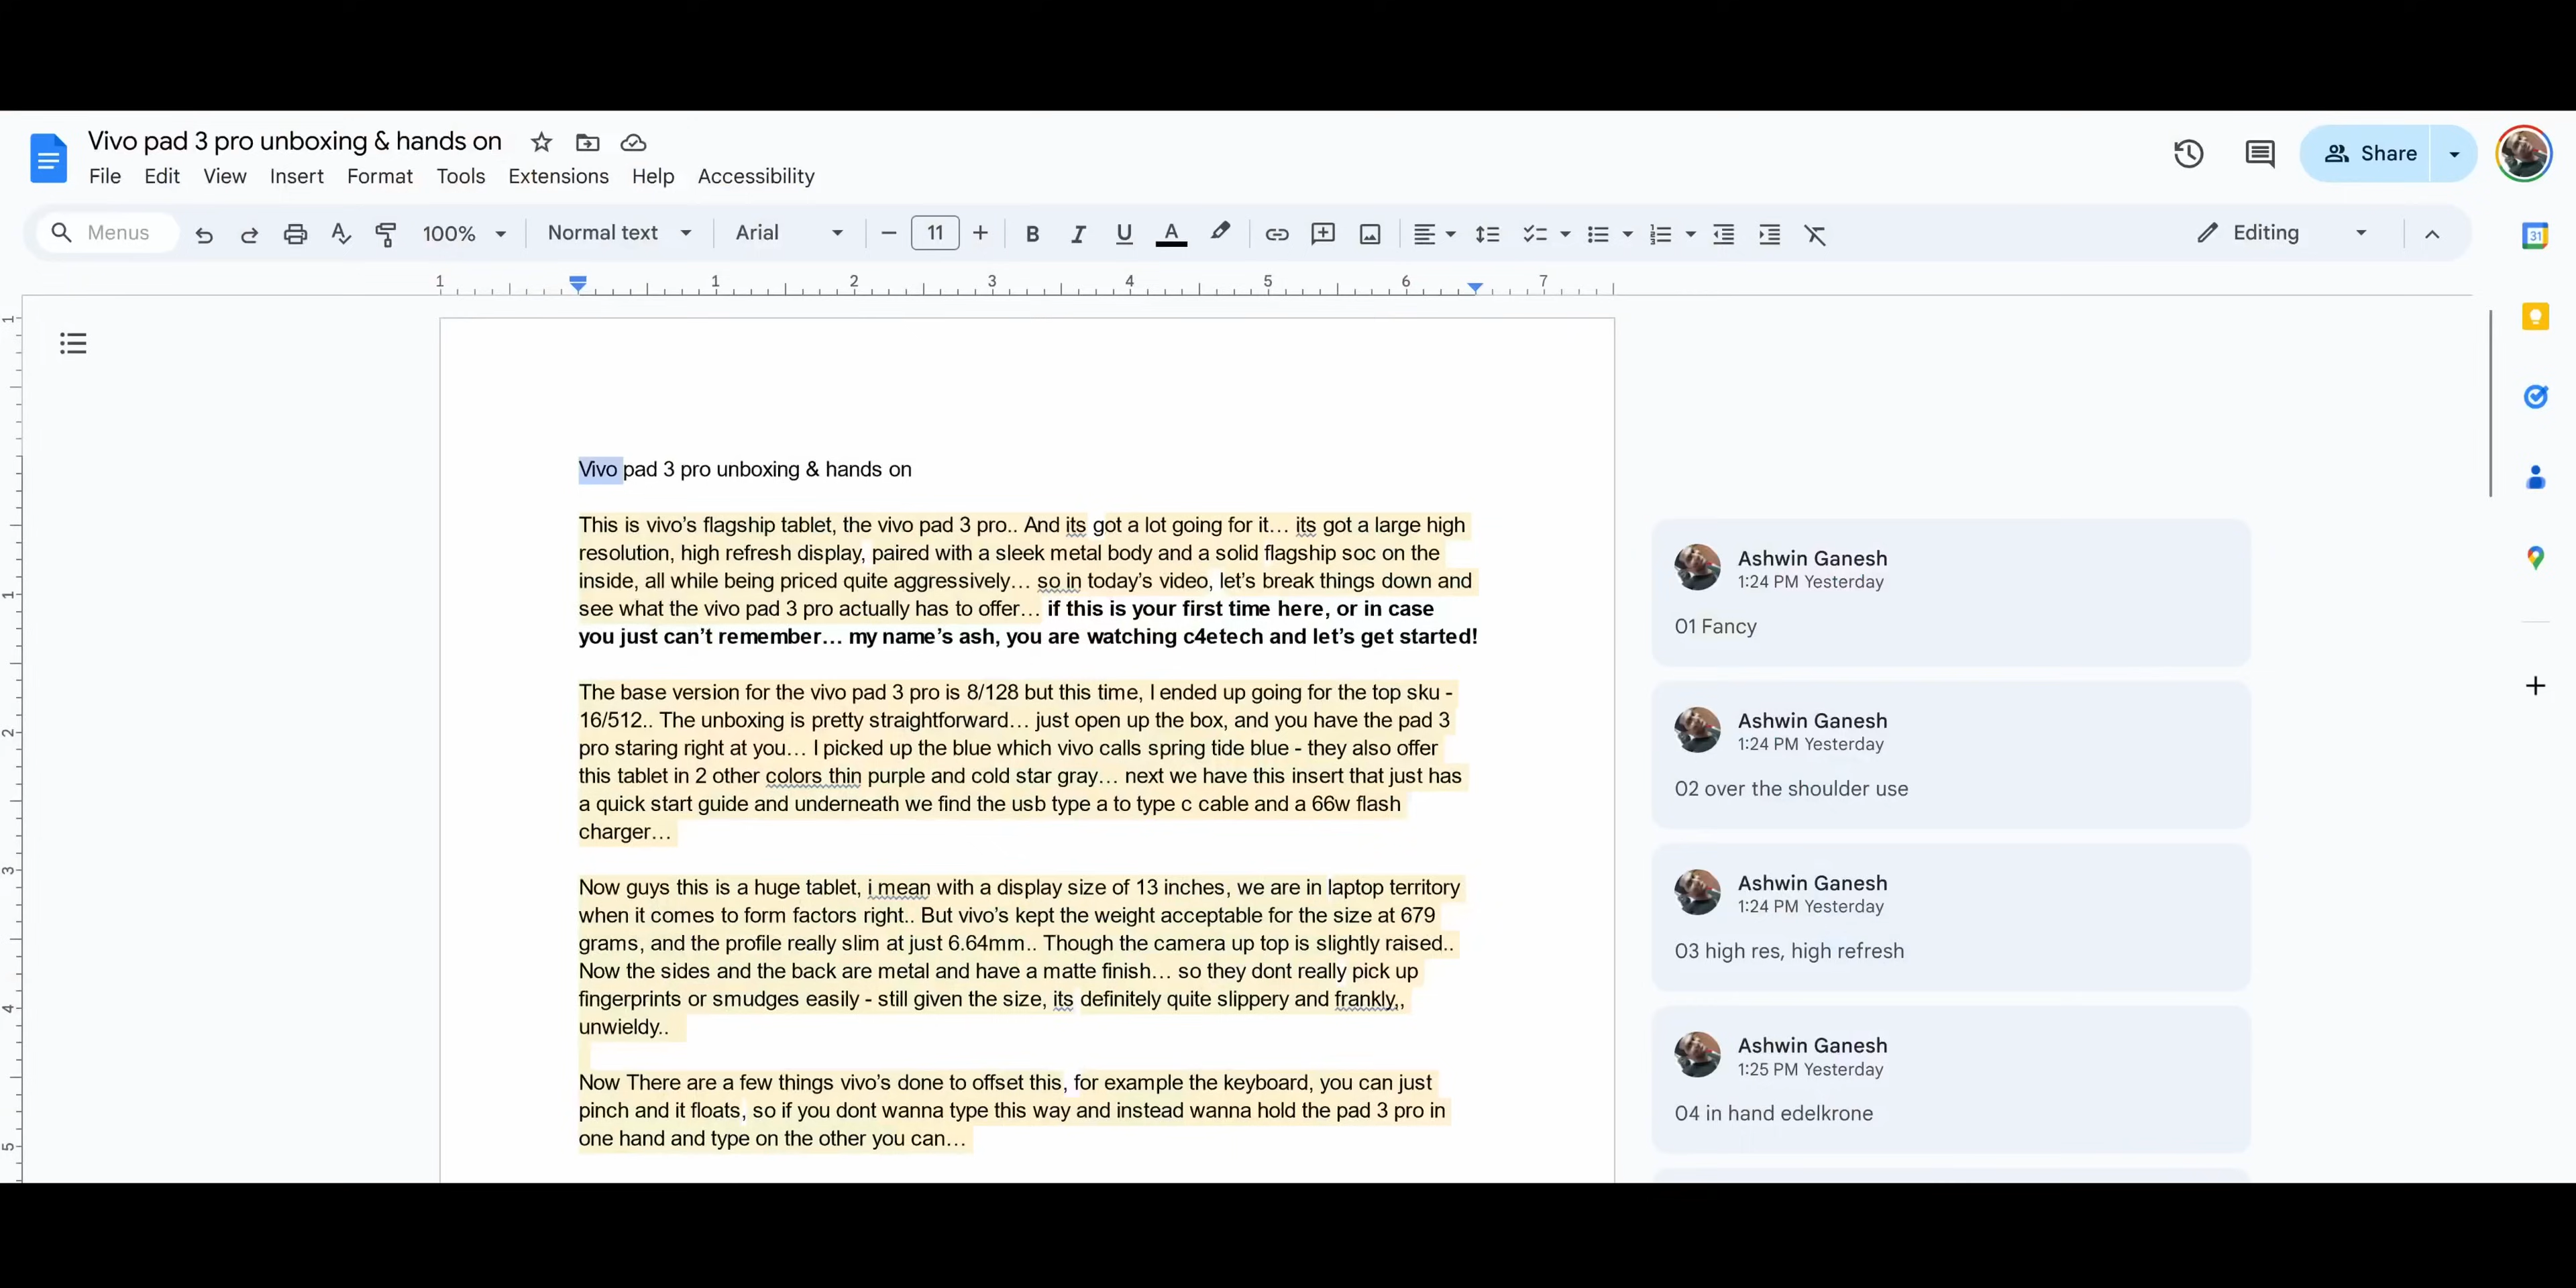 Vivo pad 3 pro unboxing & hands on
File Edit View Insert Format Tools Extensions Help Accessibility
Share
Menus 100% Normal text Arial 11 B I U A Editing
31
1 1 2 3 4 5 6 7
1
1
2
3
4
5
Vivo pad 3 pro unboxing & hands on
This is vivo's flagship tablet, the vivo pad 3 pro.. And its got a lot going for it… its got a large high
resolution, high refresh display, paired with a sleek metal body and a solid flagship soc on the
inside, all while being priced quite aggressively… so in today's video, let's break things down and
see what the vivo pad 3 pro actually has to offer… if this is your first time here, or in case
you just can't remember… my name's ash, you are watching c4etech and let's get started!
The base version for the vivo pad 3 pro is 8/128 but this time, I ended up going for the top sku -
16/512.. The unboxing is pretty straightforward… just open up the box, and you have the pad 3
pro staring right at you… I picked up the blue which vivo calls spring tide blue - they also offer
this tablet in 2 other colors thin purple and cold star gray… next we have this insert that just has
a quick start guide and underneath we find the usb type a to type c cable and a 66w flash
charger…
Now guys this is a huge tablet, i mean with a display size of 13 inches, we are in laptop territory
when it comes to form factors right.. But vivo's kept the weight acceptable for the size at 679
grams, and the profile really slim at just 6.64mm.. Though the camera up top is slightly raised..
Now the sides and the back are metal and have a matte finish… so they dont really pick up
fingerprints or smudges easily - still given the size, its definitely quite slippery and frankly,,
unwieldy..
Now There are a few things vivo's done to offset this, for example the keyboard, you can just
pinch and it floats, so if you dont wanna type this way and instead wanna hold the pad 3 pro in
one hand and type on the other you can…
Ashwin Ganesh
1:24 PM Yesterday
01 Fancy
Ashwin Ganesh
1:24 PM Yesterday
02 over the shoulder use
Ashwin Ganesh
1:24 PM Yesterday
03 high res, high refresh
Ashwin Ganesh
1:25 PM Yesterday
04 in hand edelkrone